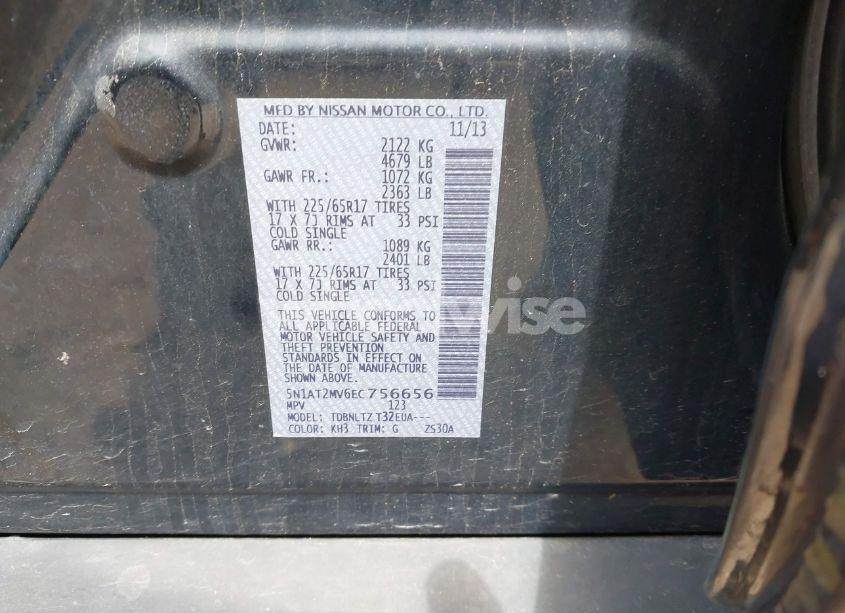 MFD BY NISSAN MOTOR CO., LTD.
DATE: 11/13
GVWR: 2122 KG
4679 LB
GAWR FR.: 1072 KG
2363 LB
WITH 225/65R17 TIRES
17 X 7J RIMS AT 33 PSI
COLD SINGLE
GAWR RR.: 1089 KG
2401 LB
WITH 225/65R17 TIRES
17 X 7J RIMS AT 33 PSI
COLD SINGLE
THIS VEHICLE CONFORMS TO
ALL APPLICABLE FEDERAL
MOTOR VEHICLE SAFETY AND
THEFT PREVENTION
STANDARDS IN EFFECT ON
THE DATE OF MANUFACTURE
SHOWN ABOVE.
5N1AT2MV6EC756656
MPV 123
MODEL: TDBNLTZ T32EUA---
COLOR: KH3 TRIM: G ZS30A
wise